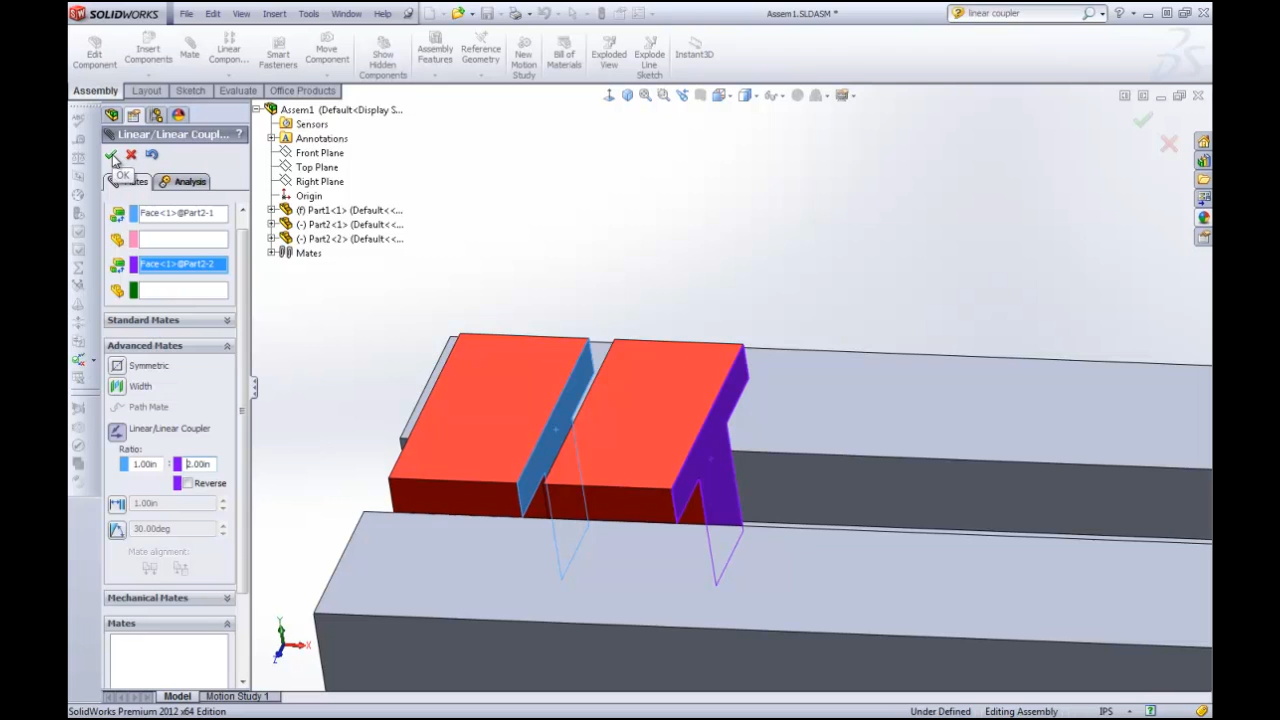 SOLIDWORKS File Edit View Insert Tools Window Help Assem1.SLDASM * linear coupler
Edit Component
Insert Components
Mate
Linear Compon...
Smart Fasteners
Move Component
Show Hidden Components
Assembly Features
Reference Geometry
New Motion Study
Bill of Materials
Exploded View
Explode Line Sketch
Instant3D
Assembly Layout Sketch Evaluate Office Products
Assem1 (Default<Display S...
Sensors
Annotations
Front Plane
Top Plane
Right Plane
Origin
(f) Part1<1> (Default<<...
(-) Part2<1> (Default<<...
(-) Part2<2> (Default<<...
Mates
Linear/Linear Coupl... ?
OK
Analysis
Face<1>@Part2-1
Face<1>@Part2-2
Standard Mates
Advanced Mates
Symmetric
Width
Path Mate
Linear/Linear Coupler
Ratio:
1.00in : 2.00in
Reverse
1.00in
30.00deg
Mate alignment:
Mechanical Mates
Mates
Y
X
Z
Model Motion Study 1
SolidWorks Premium 2012 x64 Edition Under Defined Editing Assembly IPS